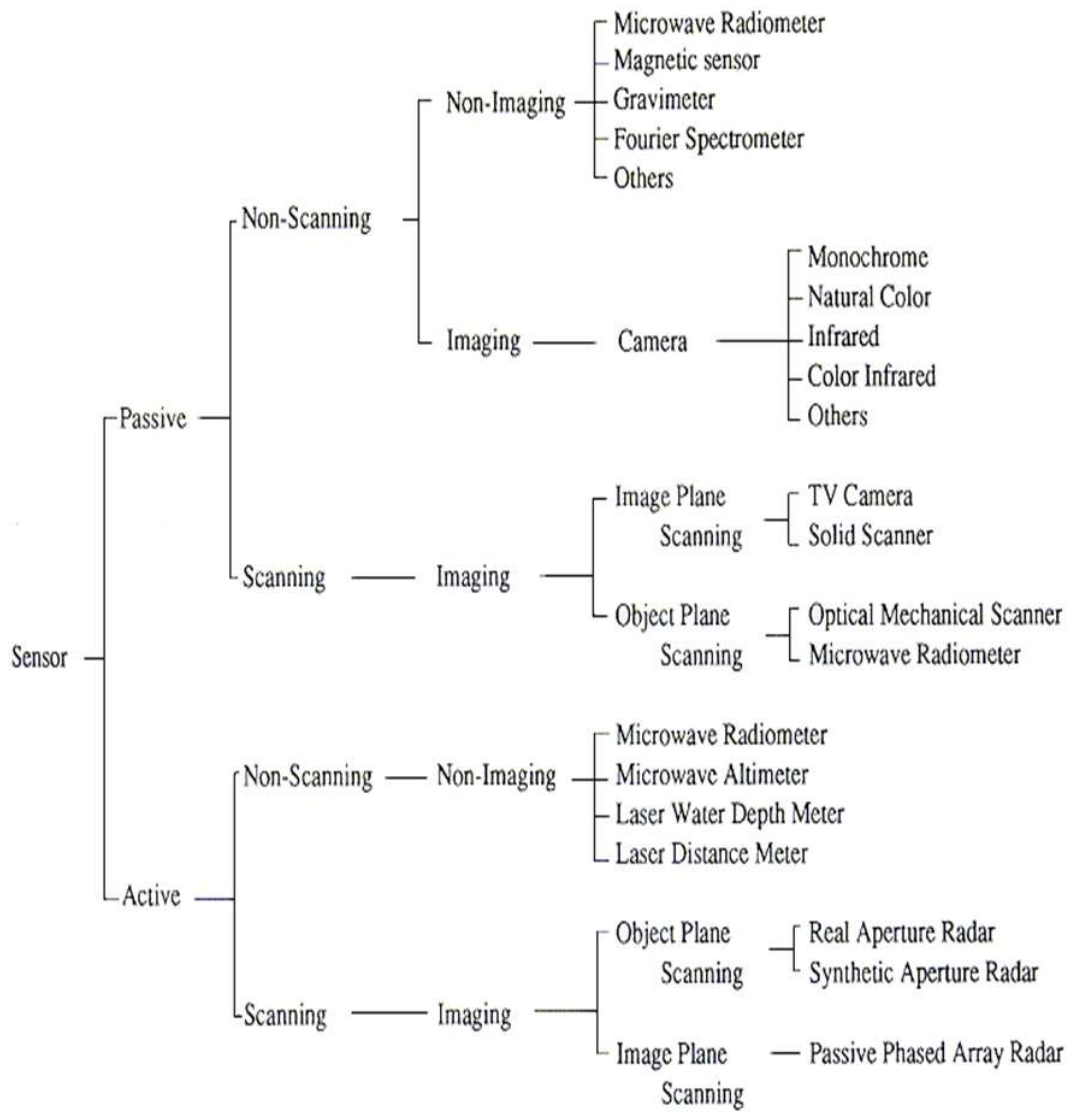 Microwave Radiometer
Magnetic sensor
Non-Imaging
Gravimeter
Fourier Spectrometer
Others
Non-Scanning
Monochrome
Natural Color
Imaging
Camera
Infrared
Color Infrared
Others
Passive
Image Plane
Scanning
TV Camera
Solid Scanner
Scanning
Imaging
Object Plane
Scanning
Optical Mechanical Scanner
Microwave Radiometer
Sensor
Non-Scanning
Non-Imaging
Microwave Radiometer
Microwave Altimeter
Laser Water Depth Meter
Laser Distance Meter
Active
Object Plane
Scanning
Real Aperture Radar
Synthetic Aperture Radar
Scanning
Imaging
Image Plane
Scanning
Passive Phased Array Radar